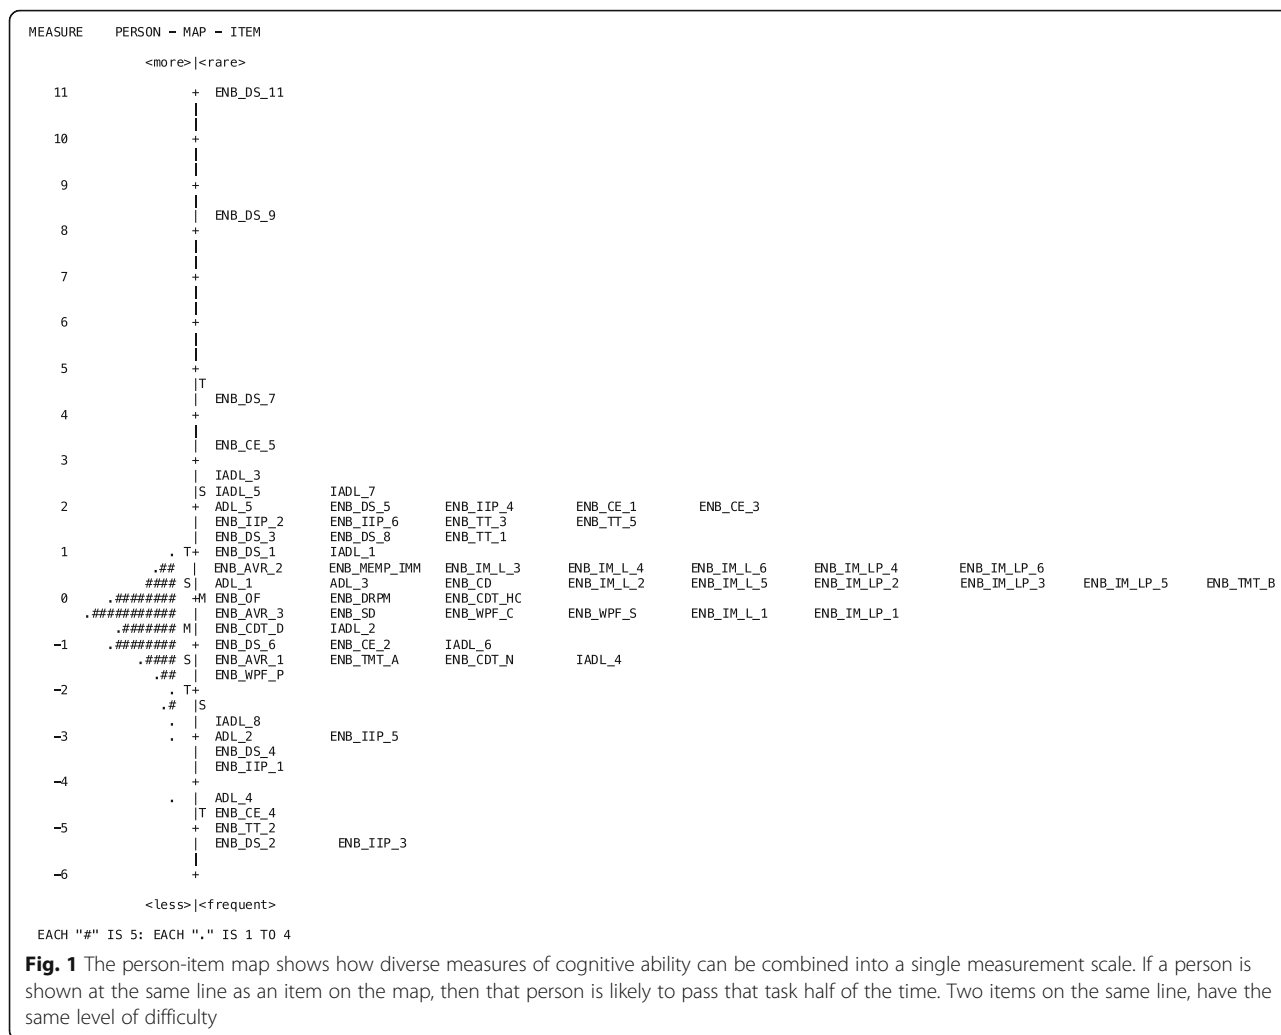 MEASURE PERSON - MAP - ITEM
<more>|<rare>
11 + ENB_DS_11
|
|
10 +
|
|
9 +
|
| ENB_DS_9
8 +
|
|
7 +
|
|
6 +
|
|
5 +
|T
| ENB_DS_7
4 +
|
| ENB_CE_5
3 +
| IADL_3
|S IADL_5 IADL_7
2 + ADL_5 ENB_DS_5 ENB_IIP_4 ENB_CE_1 ENB_CE_3
| ENB_IIP_2 ENB_IIP_6 ENB_TT_3 ENB_TT_5
| ENB_DS_3 ENB_DS_8 ENB_TT_1
1 . T+ ENB_DS_1 IADL_1
.## | ENB_AVR_2 ENB_MEMP_IMM ENB_IM_L_3 ENB_IM_L_4 ENB_IM_L_6 ENB_IM_LP_4 ENB_IM_LP_6
#### S| ADL_1 ADL_3 ENB_CD ENB_IM_L_2 ENB_IM_L_5 ENB_IM_LP_2 ENB_IM_LP_3 ENB_IM_LP_5 ENB_TMT_B
0 .######## +M ENB_OF ENB_DRPM ENB_CDT_HC
.########### | ENB_AVR_3 ENB_SD ENB_WPF_C ENB_WPF_S ENB_IM_L_1 ENB_IM_LP_1
.####### M| ENB_CDT_D IADL_2
-1 .######## + ENB_DS_6 ENB_CE_2 IADL_6
.#### S| ENB_AVR_1 ENB_TMT_A ENB_CDT_N IADL_4
.## | ENB_WPF_P
-2 . T+
.# |S
. | IADL_8
-3 . + ADL_2 ENB_IIP_5
| ENB_DS_4
| ENB_IIP_1
-4 +
. | ADL_4
|T ENB_CE_4
-5 + ENB_TT_2
| ENB_DS_2 ENB_IIP_3
|
-6 +
<less>|<frequent>
EACH "#" IS 5: EACH "." IS 1 TO 4
Fig. 1 The person-item map shows how diverse measures of cognitive ability can be combined into a single measurement scale. If a person is
shown at the same line as an item on the map, then that person is likely to pass that task half of the time. Two items on the same line, have the
same level of difficulty